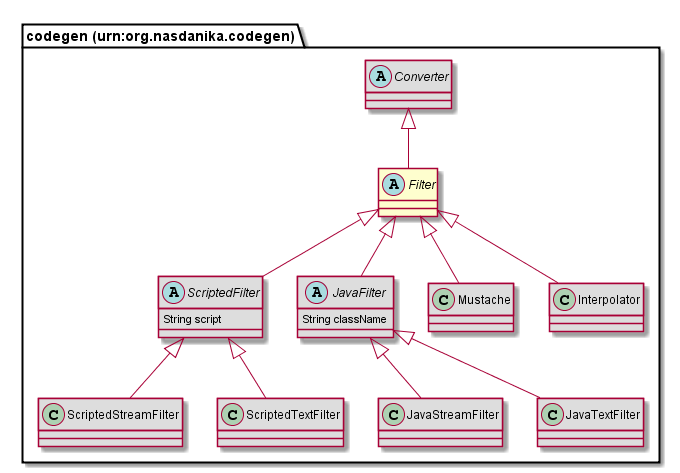 codegen (urn:org.nasdanika.codegen)
A Converter
A Filter
A ScriptedFilter
String script
A JavaFilter
String className
C Mustache
C Interpolator
C ScriptedStreamFilter
C ScriptedTextFilter
C JavaStreamFilter
C JavaTextFilter